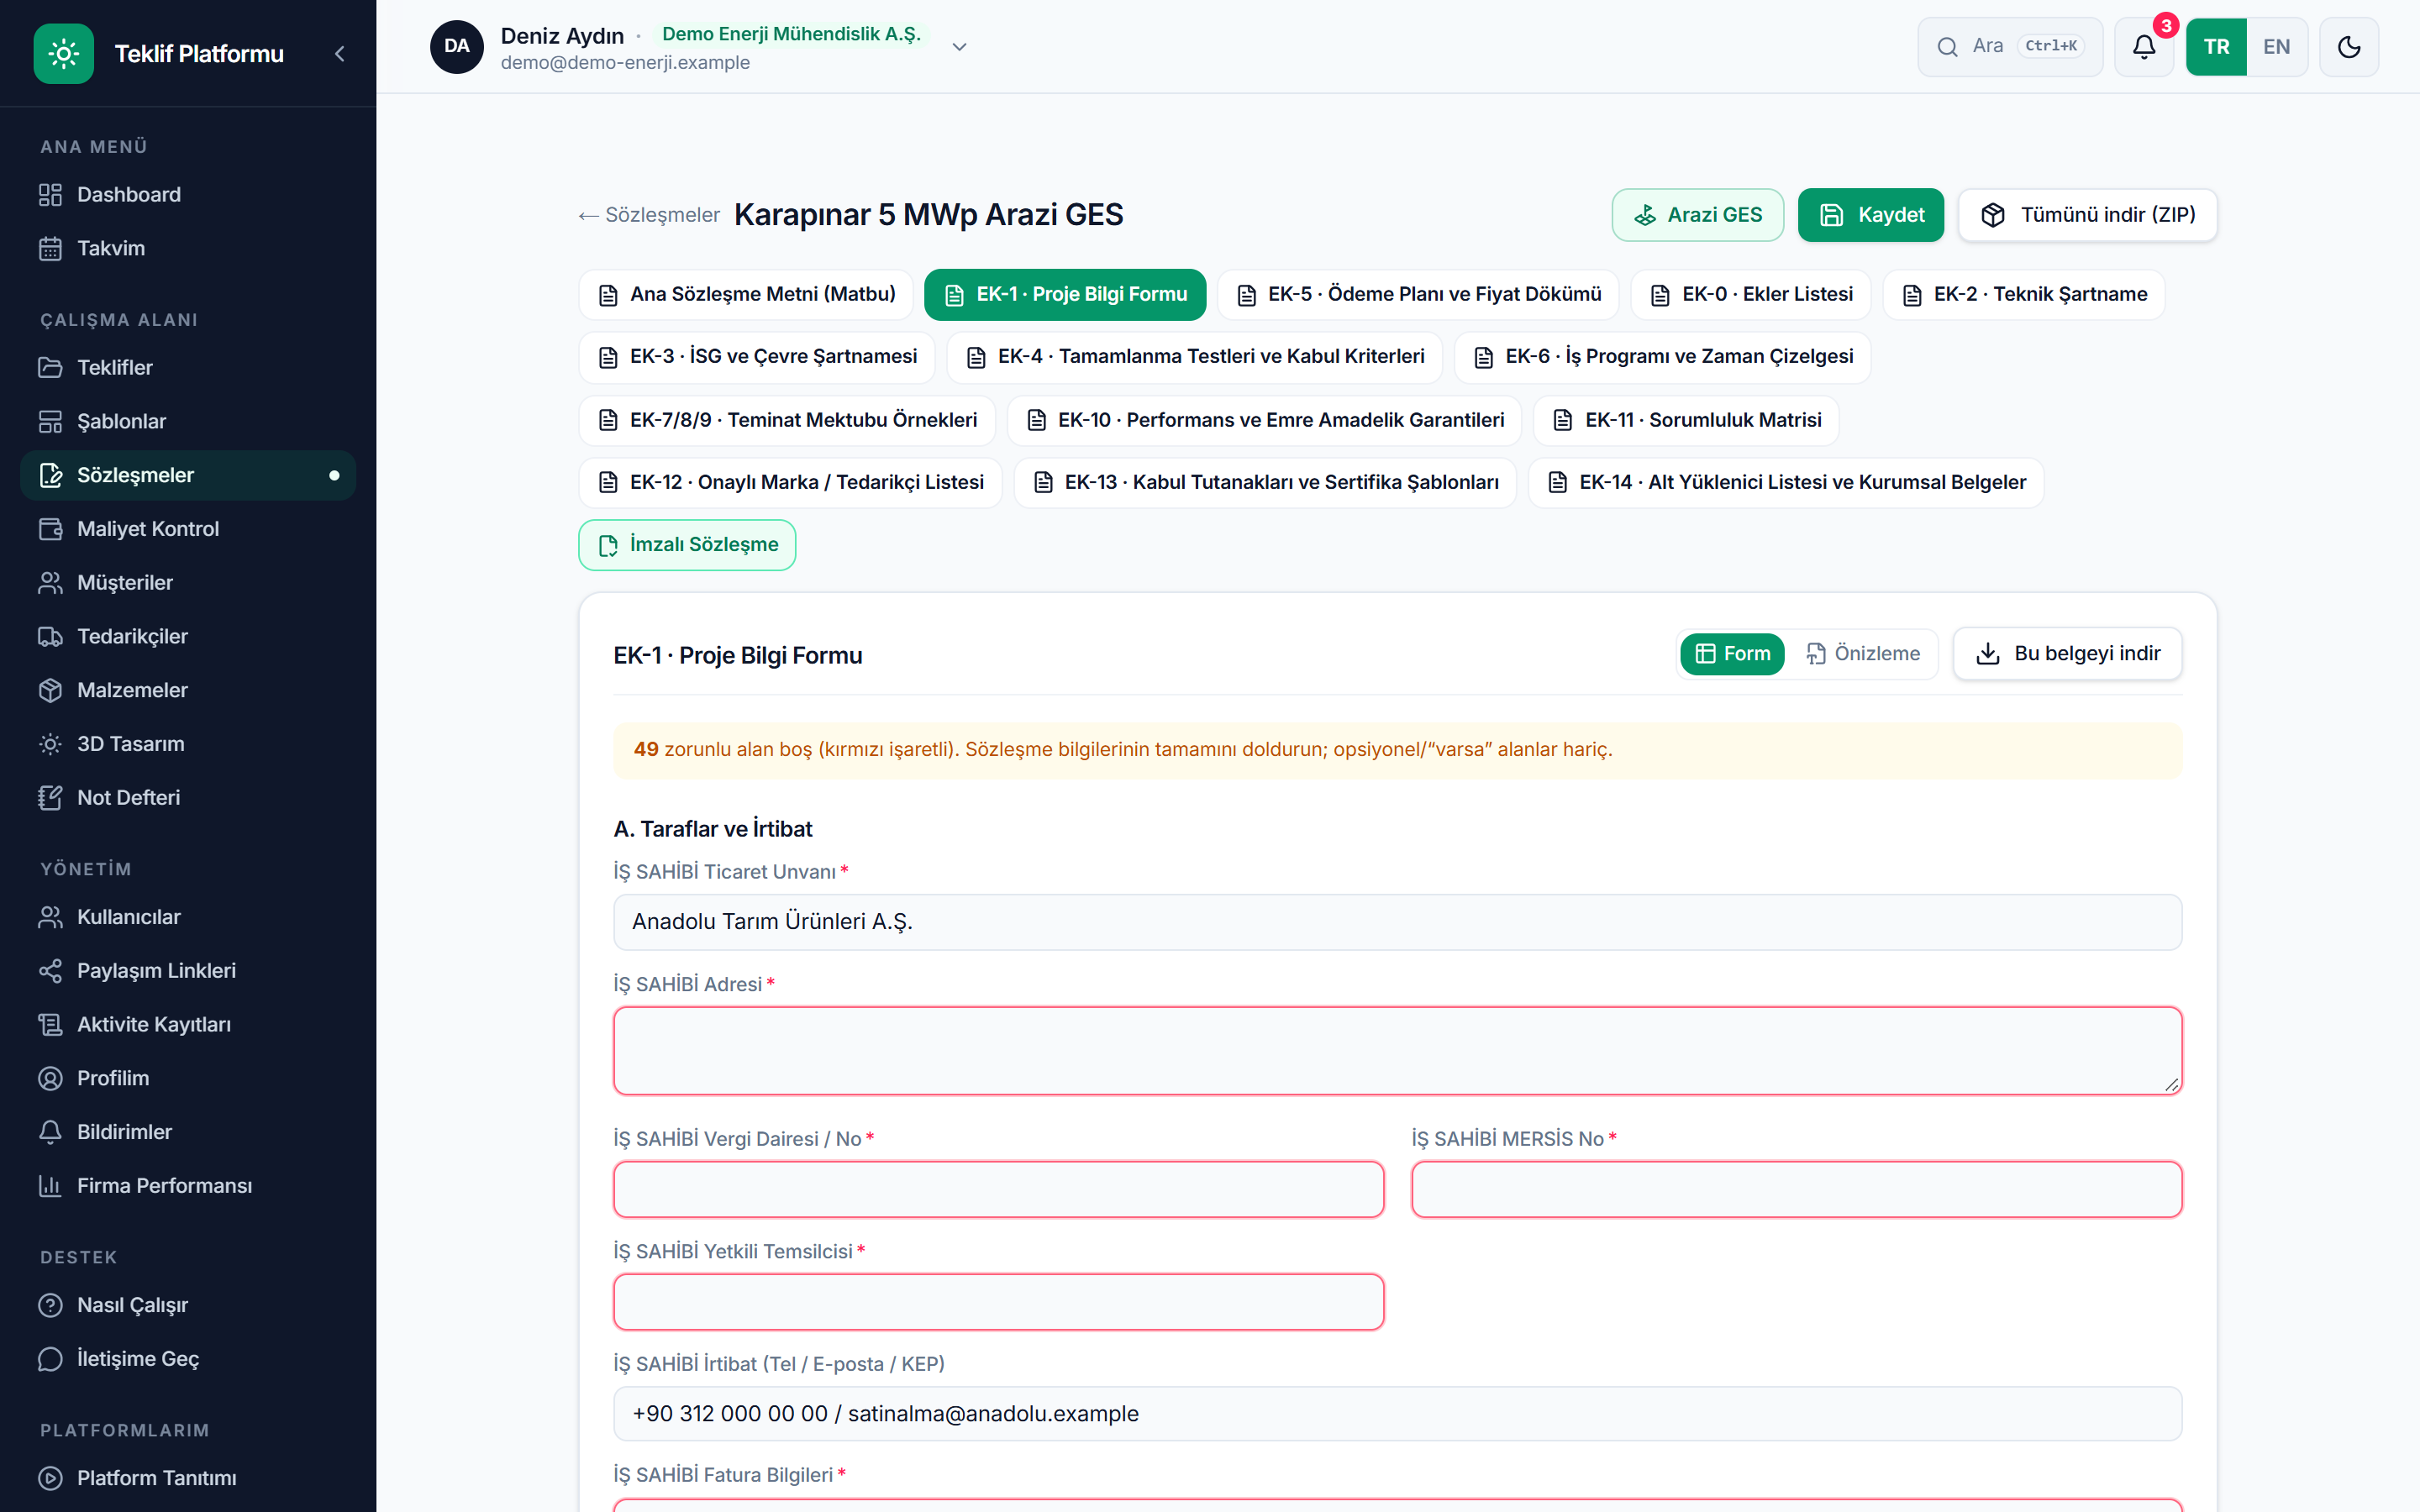 Teklif Platformu
ANA MENÜ
Dashboard
Takvim
ÇALIŞMA ALANI
Teklifler
Şablonlar
Sözleşmeler
Maliyet Kontrol
Müşteriler
Tedarikçiler
Malzemeler
3D Tasarım
Not Defteri
YÖNETİM
Kullanıcılar
Paylaşım Linkleri
Aktivite Kayıtları
Profilim
Bildirimler
Firma Performansı
DESTEK
Nasıl Çalışır
İletişime Geç
PLATFORMLARIM
Platform Tanıtımı
DA
Deniz Aydın · Demo Enerji Mühendislik A.Ş.
demo@demo-enerji.example
Ara Ctrl+K
3
TR EN
← Sözleşmeler Karapınar 5 MWp Arazi GES
Arazi GES
Kaydet
Tümünü indir (ZIP)
Ana Sözleşme Metni (Matbu)
EK-1 · Proje Bilgi Formu
EK-5 · Ödeme Planı ve Fiyat Dökümü
EK-0 · Ekler Listesi
EK-2 · Teknik Şartname
EK-3 · İSG ve Çevre Şartnamesi
EK-4 · Tamamlanma Testleri ve Kabul Kriterleri
EK-6 · İş Programı ve Zaman Çizelgesi
EK-7/8/9 · Teminat Mektubu Örnekleri
EK-10 · Performans ve Emre Amadelik Garantileri
EK-11 · Sorumluluk Matrisi
EK-12 · Onaylı Marka / Tedarikçi Listesi
EK-13 · Kabul Tutanakları ve Sertifika Şablonları
EK-14 · Alt Yüklenici Listesi ve Kurumsal Belgeler
İmzalı Sözleşme
EK-1 · Proje Bilgi Formu
Form
Önizleme
Bu belgeyi indir
49 zorunlu alan boş (kırmızı işaretli). Sözleşme bilgilerinin tamamını doldurun; opsiyonel/“varsa” alanlar hariç.
A. Taraflar ve İrtibat
İŞ SAHİBİ Ticaret Unvanı *
Anadolu Tarım Ürünleri A.Ş.
İŞ SAHİBİ Adresi *
İŞ SAHİBİ Vergi Dairesi / No *
İŞ SAHİBİ MERSİS No *
İŞ SAHİBİ Yetkili Temsilcisi *
İŞ SAHİBİ İrtibat (Tel / E-posta / KEP)
+90 312 000 00 00 / satinalma@anadolu.example
İŞ SAHİBİ Fatura Bilgileri *